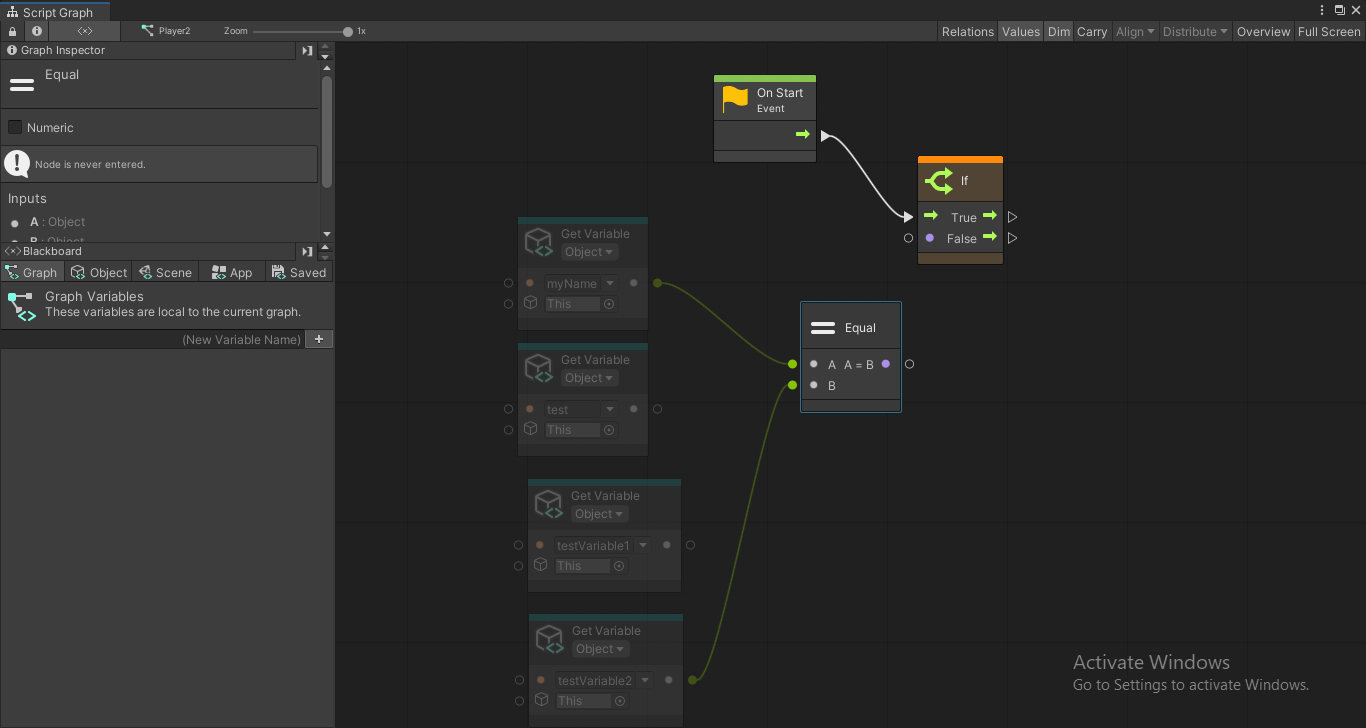 Script Graph
Player2 Zoom 1x Relations Values Dim Carry Align Distribute Overview Full Screen
Graph Inspector
Equal
Numeric
Node is never entered.
Inputs
A : Object
B : Object
Blackboard
Graph Object Scene App Saved
Graph Variables
These variables are local to the current graph.
(New Variable Name) +
On Start
Event
If
True
False
Get Variable
Object
myName
This
Get Variable
Object
test
This
Get Variable
Object
testVariable1
This
Get Variable
Object
testVariable2
This
Equal
A A = B
B
Activate Windows
Go to Settings to activate Windows.